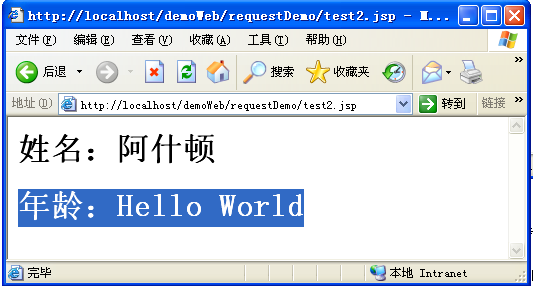 http://localhost/demoWeb/requestDemo/test2.jsp - M...
文件(F) 编辑(E) 查看(V) 收藏(A) 工具(T) 帮助(H)
后退 搜索 收藏夹 »
地址(D) http://localhost/demoWeb/requestDemo/test2.jsp 转到 链接 »
姓名：阿什顿
年龄：Hello World
完毕 本地 Intranet